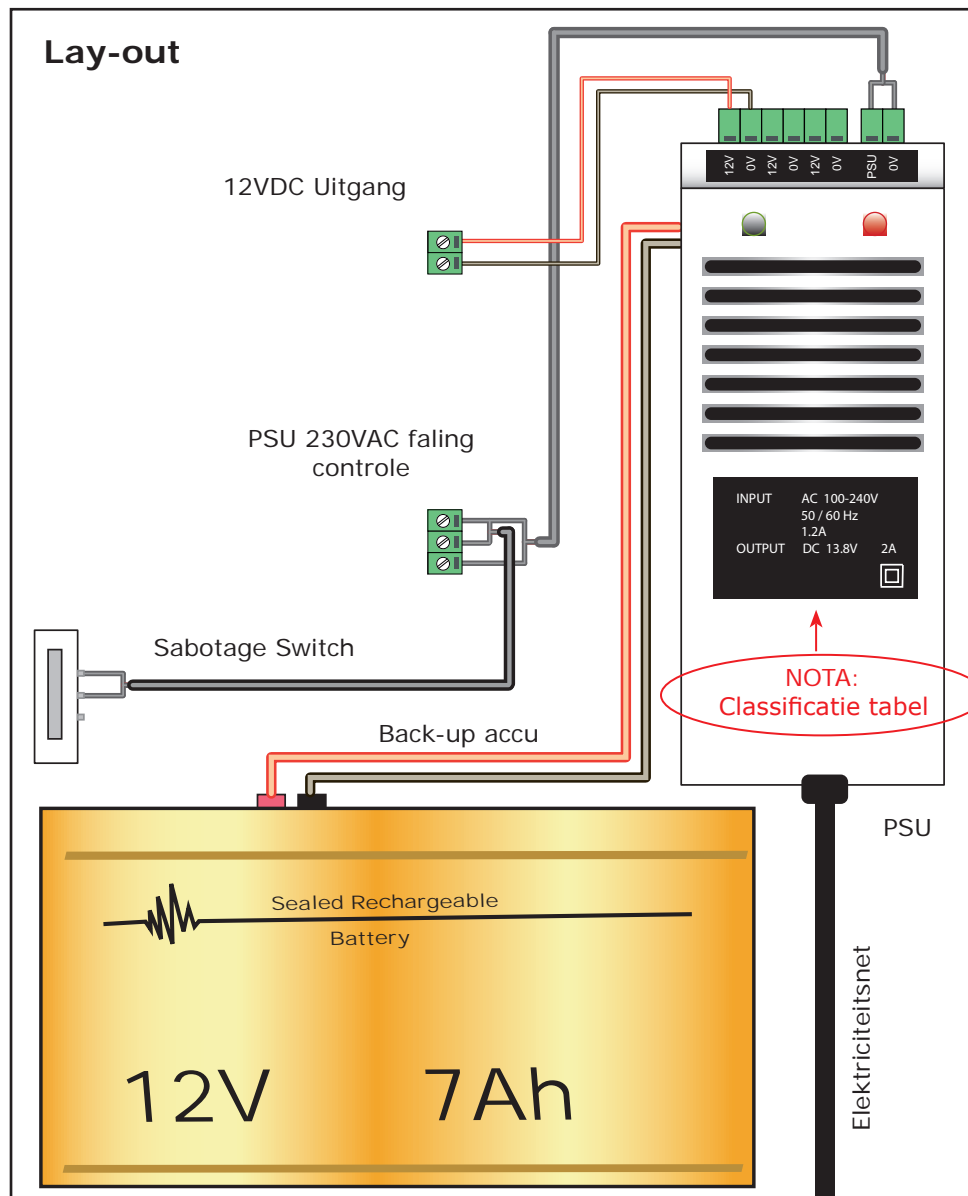 Lay-out
12V 0V 12V 0V 12V 0V PSU 0V
12VDC Uitgang
PSU 230VAC faling
controle
INPUT AC 100-240V
50 / 60 Hz
1.2A
OUTPUT DC 13.8V 2A
Sabotage Switch
NOTA:
Classificatie tabel
Back-up accu
PSU
Sealed Rechargeable
Battery
12V 7Ah
Elektriciteitsnet